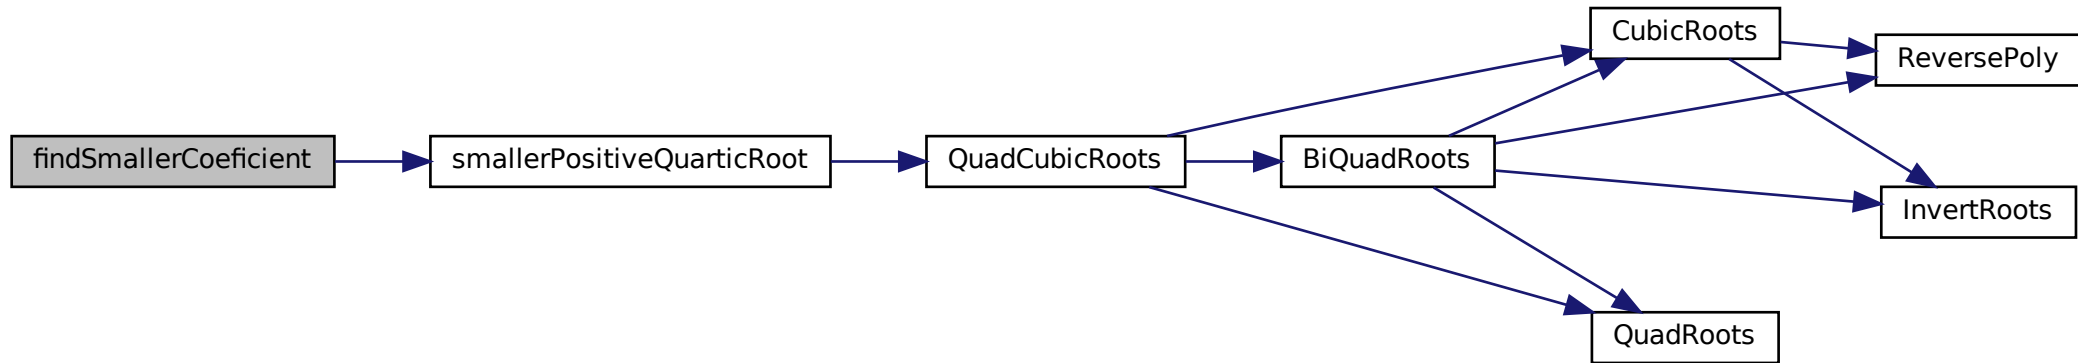 findSmallerCoeficient
smallerPositiveQuarticRoot
QuadCubicRoots
BiQuadRoots
CubicRoots
ReversePoly
InvertRoots
QuadRoots